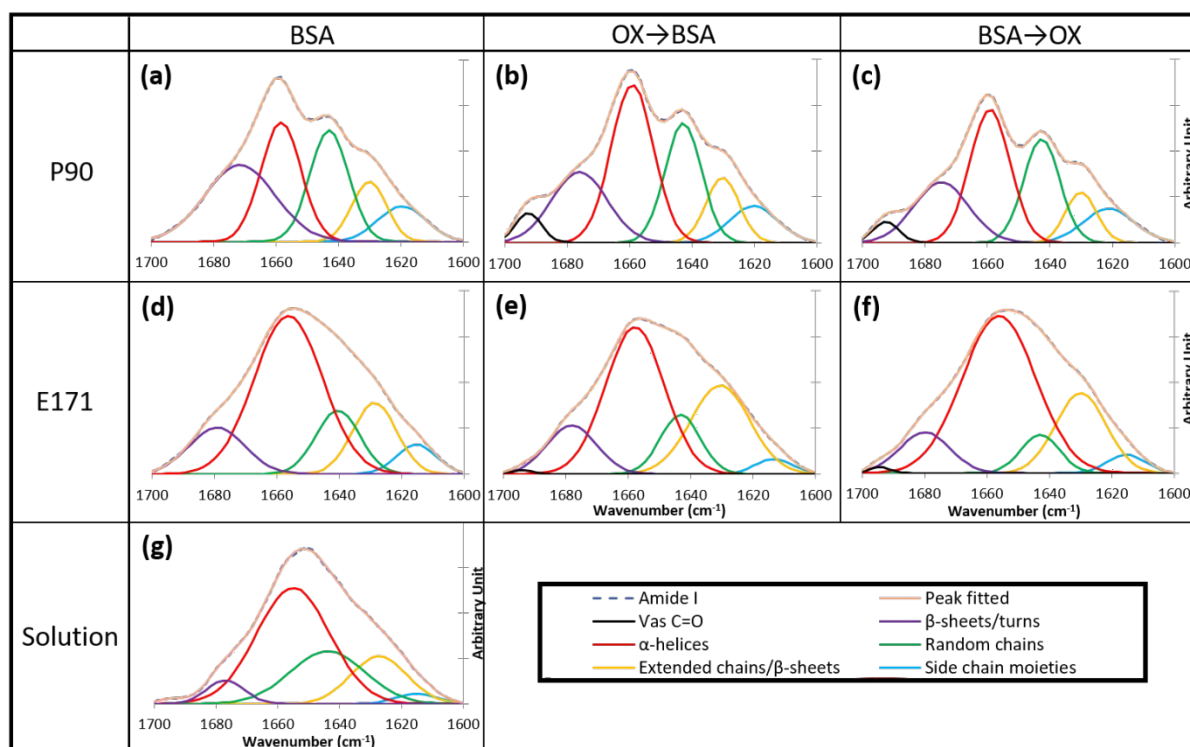 BSA OX→BSA BSA→OX
P90
(a) (b) (c)
1700 1680 1660 1640 1620 1600
1700 1680 1660 1640 1620 1600
1700 1680 1660 1640 1620 1600
Arbitrary Unit
E171
(d) (e) (f)
1700 1680 1660 1640 1620 1600
1700 1680 1660 1640 1620 1600
Wavenumber (cm⁻¹)
1700 1680 1660 1640 1620 1600
Wavenumber (cm⁻¹)
Arbitrary Unit
Solution
(g)
1700 1680 1660 1640 1620 1600
Wavenumber (cm⁻¹)
Arbitrary Unit
Amide I Peak fitted
Vas C=O β-sheets/turns
α-helices Random chains
Extended chains/β-sheets Side chain moieties